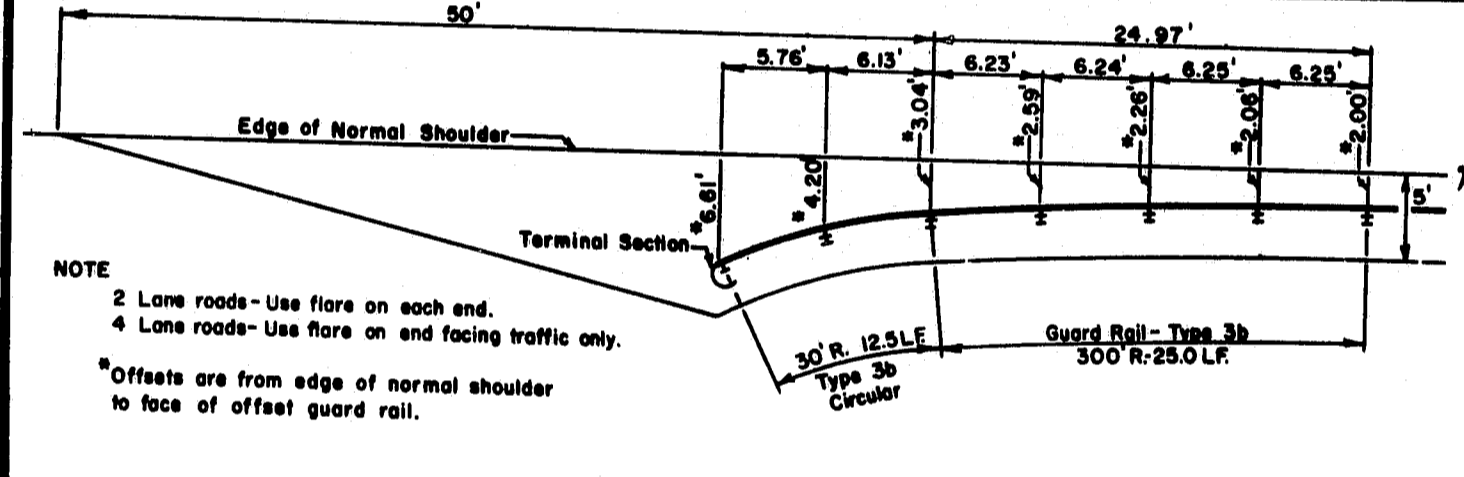 50'
24.97'
5.76'
6.13'
6.23'
6.24'
6.25'
6.25'
*3.04'
*2.59'
*2.26'
*2.06'
*2.00'
Edge of Normal Shoulder
*6.61'
*4.20'
5'
Terminal Section
NOTE
2 Lane roads - Use flare on each end.
4 Lane roads - Use flare on end facing traffic only.
*Offsets are from edge of normal shoulder
to face of offset guard rail.
30' R. 12.5 L.F.
Type 3b
Circular
Guard Rail - Type 3b
300' R.-25.0 L.F.